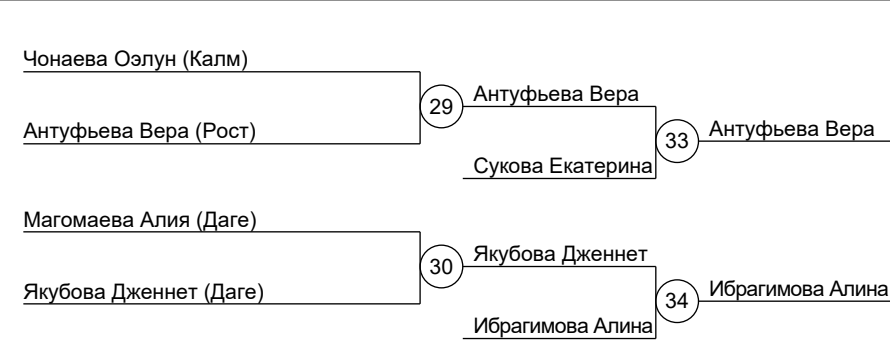 Чонаева Оэлун (Калм)
29
Антуфьева Вера
Антуфьева Вера (Рост)
33
Антуфьева Вера
Сукова Екатерина
Магомаева Алия (Даге)
30
Якубова Дженнет
Якубова Дженнет (Даге)
34
Ибрагимова Алина
Ибрагимова Алина